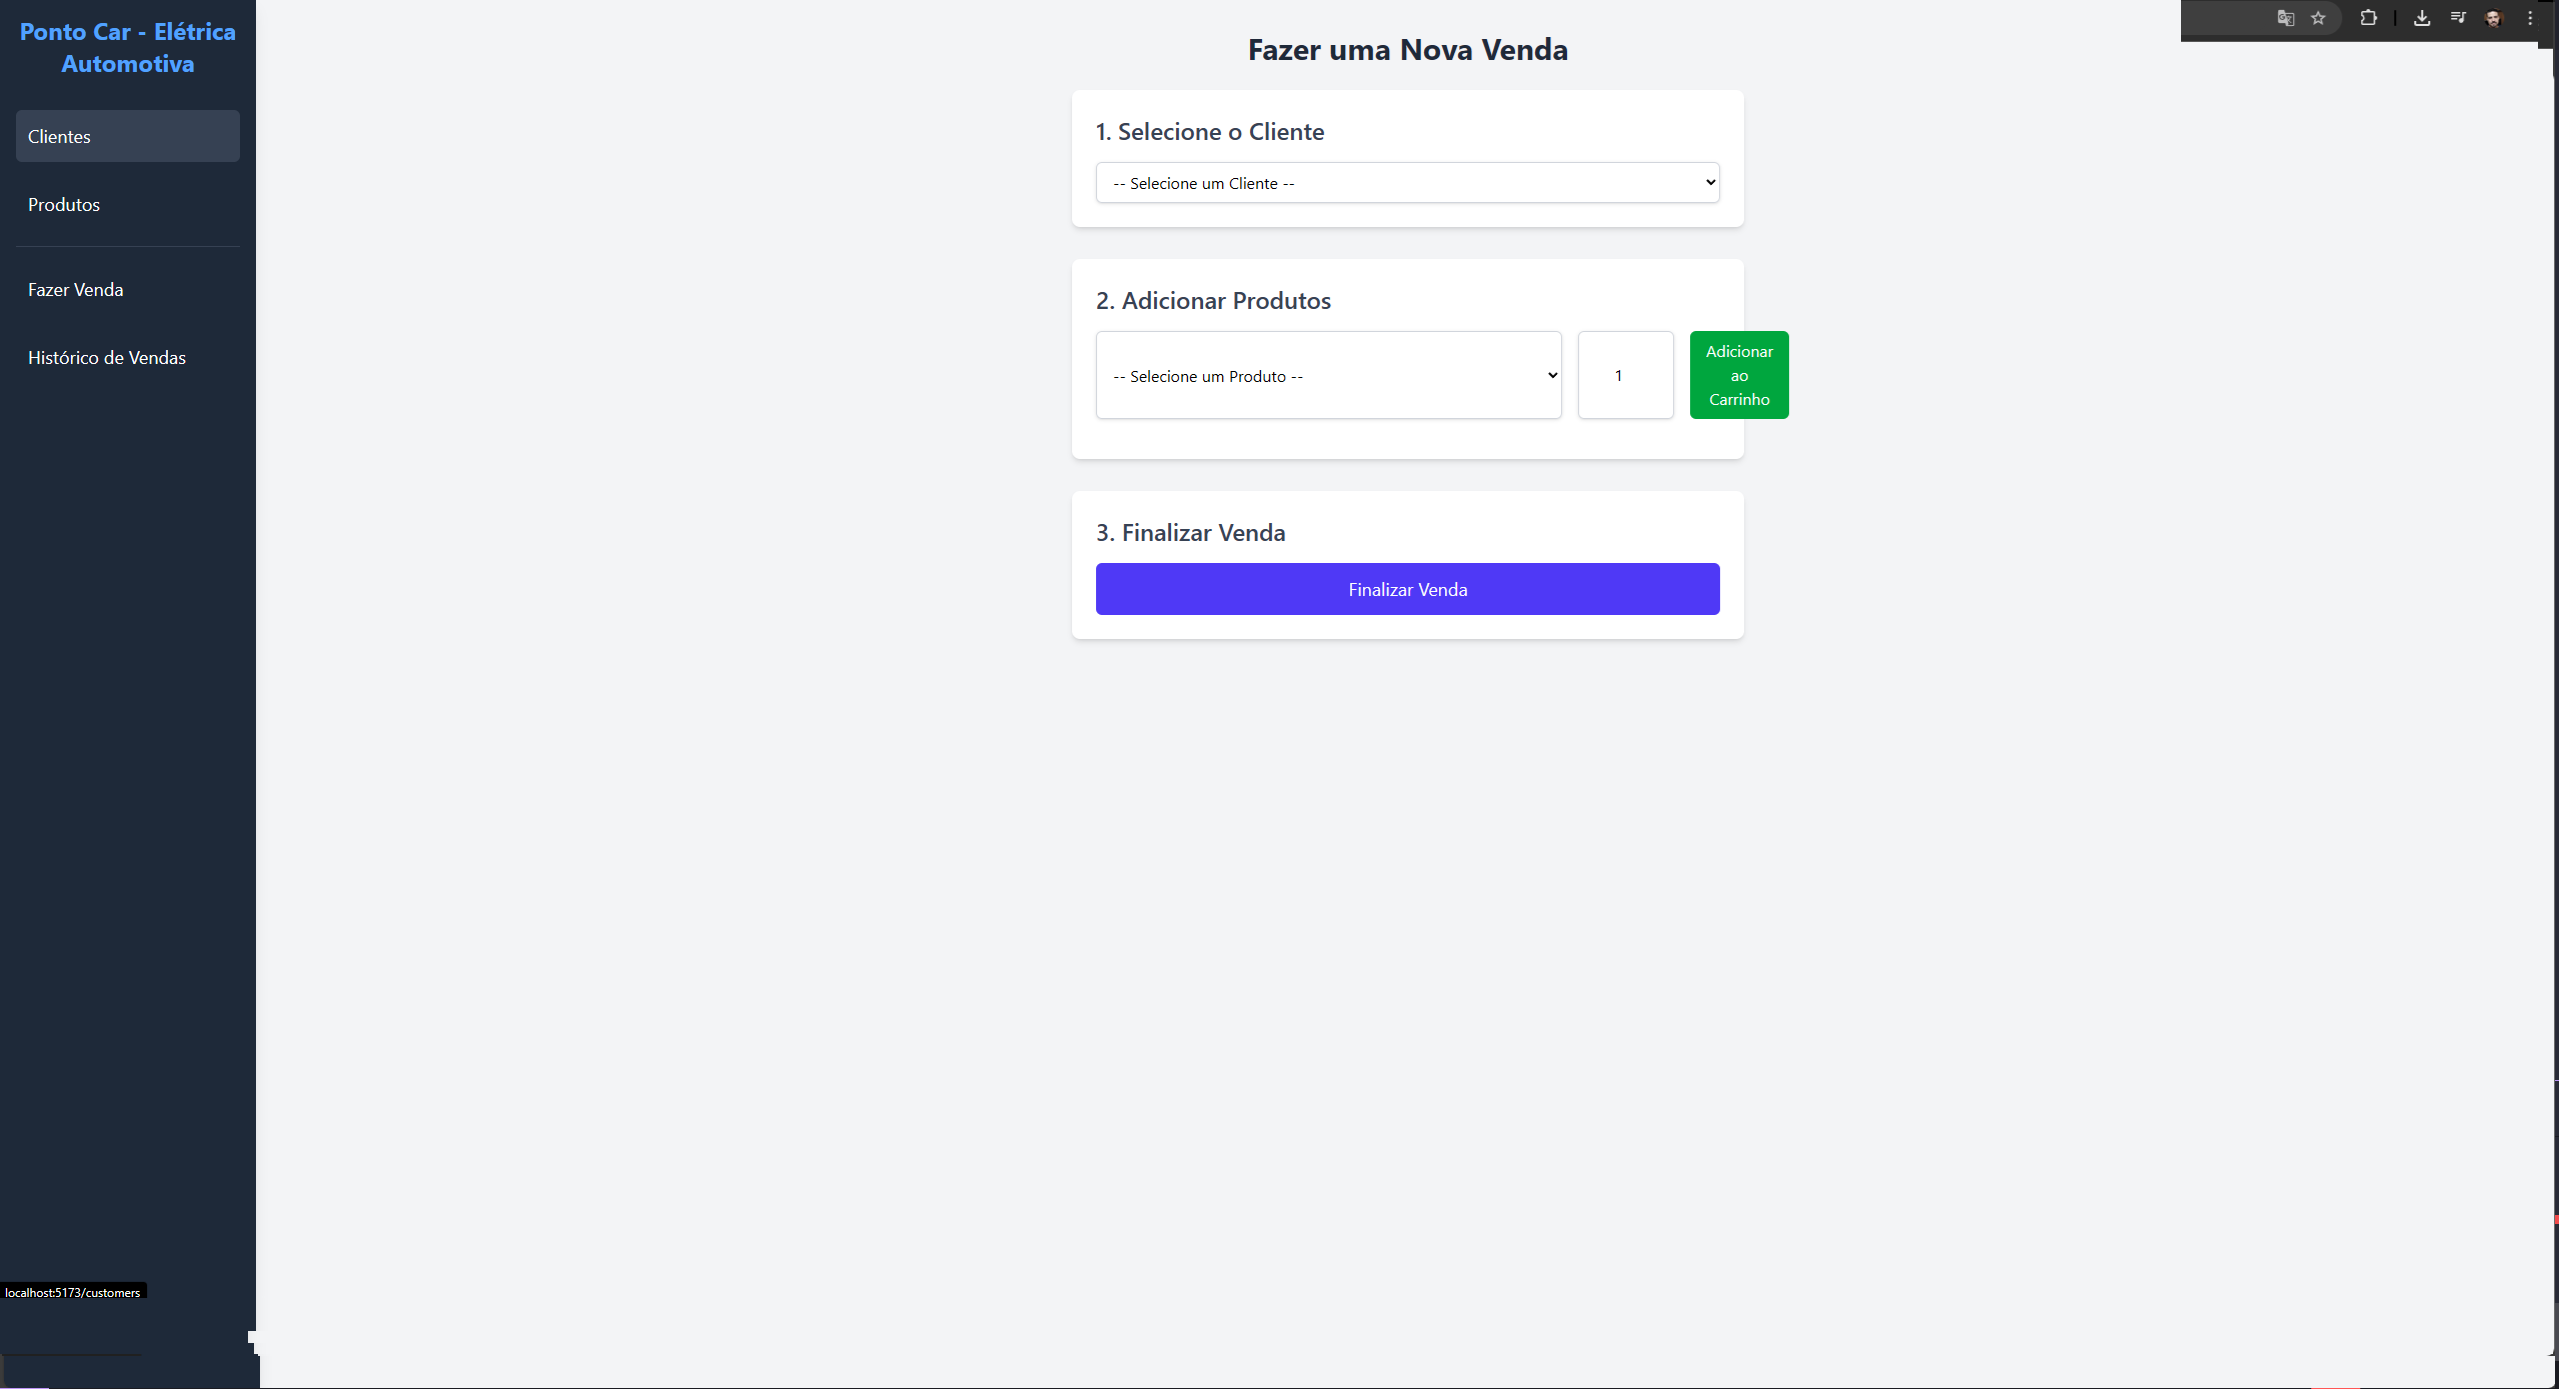 Ponto Car - Elétrica
Automotiva
Clientes
Produtos
Fazer Venda
Histórico de Vendas
Fazer uma Nova Venda
1. Selecione o Cliente
-- Selecione um Cliente --
2. Adicionar Produtos
-- Selecione um Produto --
1
Adicionar
ao
Carrinho
3. Finalizar Venda
Finalizar Venda
localhost:5173/customers